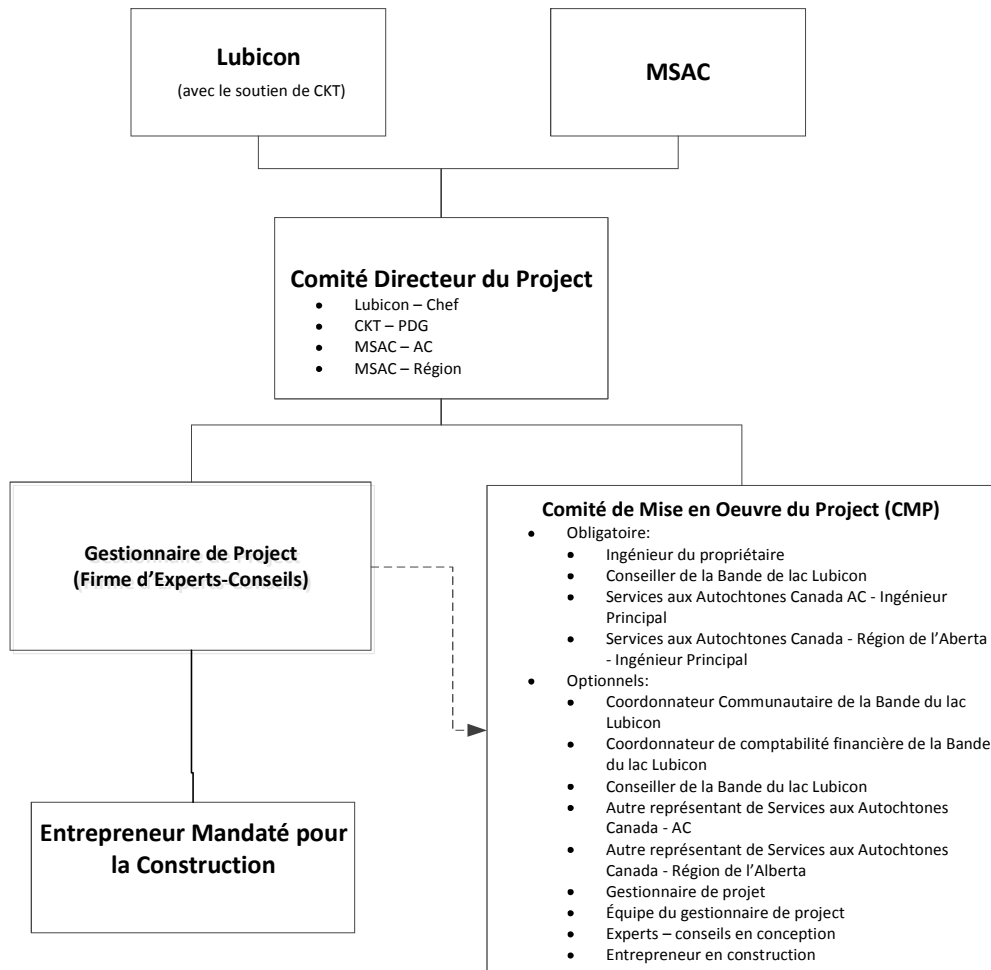 Lubicon
(avec le soutien de CKT)
MSAC
Comité Directeur du Project
• Lubicon – Chef
• CKT – PDG
• MSAC – AC
• MSAC – Région
Gestionnaire de Project
(Firme d’Experts-Conseils)
Entrepreneur Mandaté pour
la Construction
Comité de Mise en Oeuvre du Project (CMP)
• Obligatoire:
• Ingénieur du propriétaire
• Conseiller de la Bande de lac Lubicon
• Services aux Autochtones Canada AC - Ingénieur
Principal
• Services aux Autochtones Canada - Région de l’Aberta
- Ingénieur Principal
• Optionnels:
• Coordonnateur Communautaire de la Bande du lac
Lubicon
• Coordonnateur de comptabilité financière de la Bande
du lac Lubicon
• Conseiller de la Bande du lac Lubicon
• Autre représentant de Services aux Autochtones
Canada - AC
• Autre représentant de Services aux Autochtones
Canada - Région de l’Alberta
• Gestionnaire de projet
• Équipe du gestionnaire de project
• Experts – conseils en conception
• Entrepreneur en construction